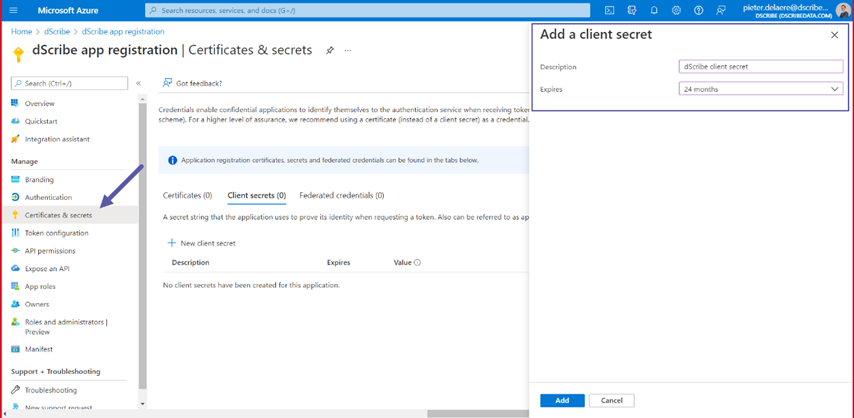 Microsoft Azure
Search resources, services, and docs (G+/)
pieter.delaere@dscribe...
DSCRIBE (DSCRIBEDATA.COM)
Home > dScribe > dScribe app registration
dScribe app registration | Certificates & secrets
Search (Ctrl+/)
Overview
Quickstart
Integration assistant
Manage
Branding
Authentication
Certificates & secrets
Token configuration
API permissions
Expose an API
App roles
Owners
Roles and administrators |
Preview
Manifest
Support + Troubleshooting
Troubleshooting
New support request
Got feedback?
Credentials enable confidential applications to identify themselves to the authentication service when receiving token
scheme). For a higher level of assurance, we recommend using a certificate (instead of a client secret) as a credential.
Application registration certificates, secrets and federated credentials can be found in the tabs below.
Certificates (0) Client secrets (0) Federated credentials (0)
A secret string that the application uses to prove its identity when requesting a token. Also can be referred to as ap
New client secret
Description Expires Value
No client secrets have been created for this application.
Add a client secret
Description dScribe client secret
Expires 24 months
Add Cancel